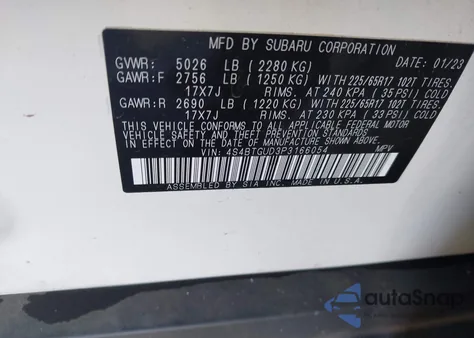 MFD BY SUBARU CORPORATION 01/23
GVWR: 5026 LB (2280 KG)
GAWR:F 2756 LB (1250 KG) WITH 225/65R17 102T TIRES.
17X7J RIMS. AT 240 KPA (35 PSI) COLD
GAWR:R 2690 LB (1220 KG) WITH 225/65R17 102T TIRES.
17X7J RIMS. AT 230 KPA (33 PSI) COLD
THIS VEHICLE CONFORMS TO ALL APPLICABLE FEDERAL MOTOR
VEHICLE SAFETY, BUMPER, AND THEFT PREVENTION STANDARDS
IN EFFECT ON THE DATE OF MANUFACTURE SHOWN ABOVE.
VIN: 4S4BTGUD3P3166054 MPV
ASSEMBLED BY SIA INC. MADE IN U.S.A.
autoSnap